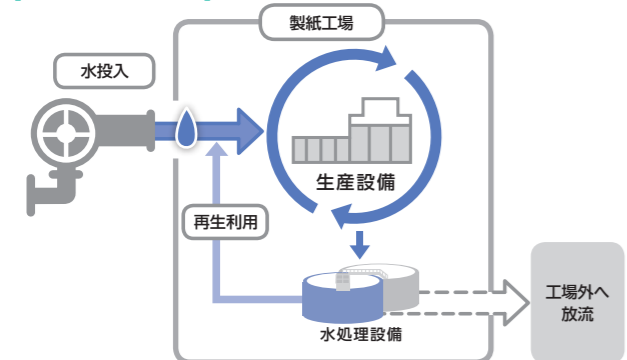 製紙工場
水投入
生産設備
再生利用
水処理設備
工場外へ
放流